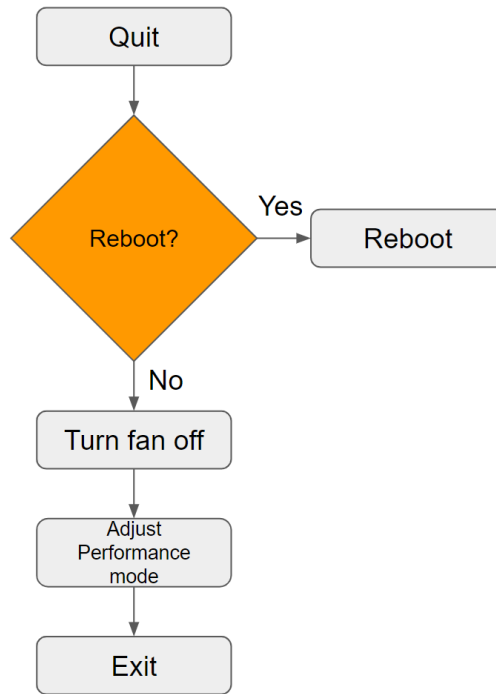 Quit
Reboot?
Yes
Reboot
No
Turn fan off
Adjust
Performance
mode
Exit